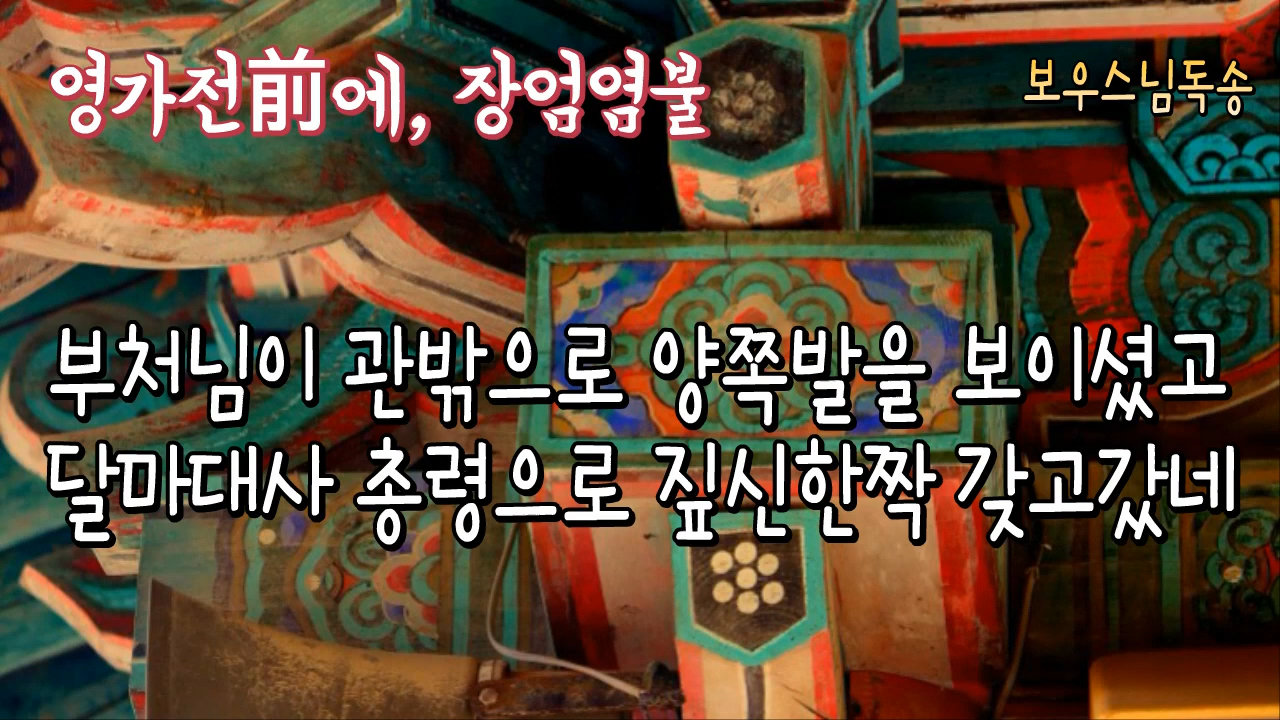 영가전前에, 장엄염불
보우스님독송
부처님이 관밖으로 양쪽발을 보이셨고
달마대사 총령으로 짚신한짝 갖고갔네